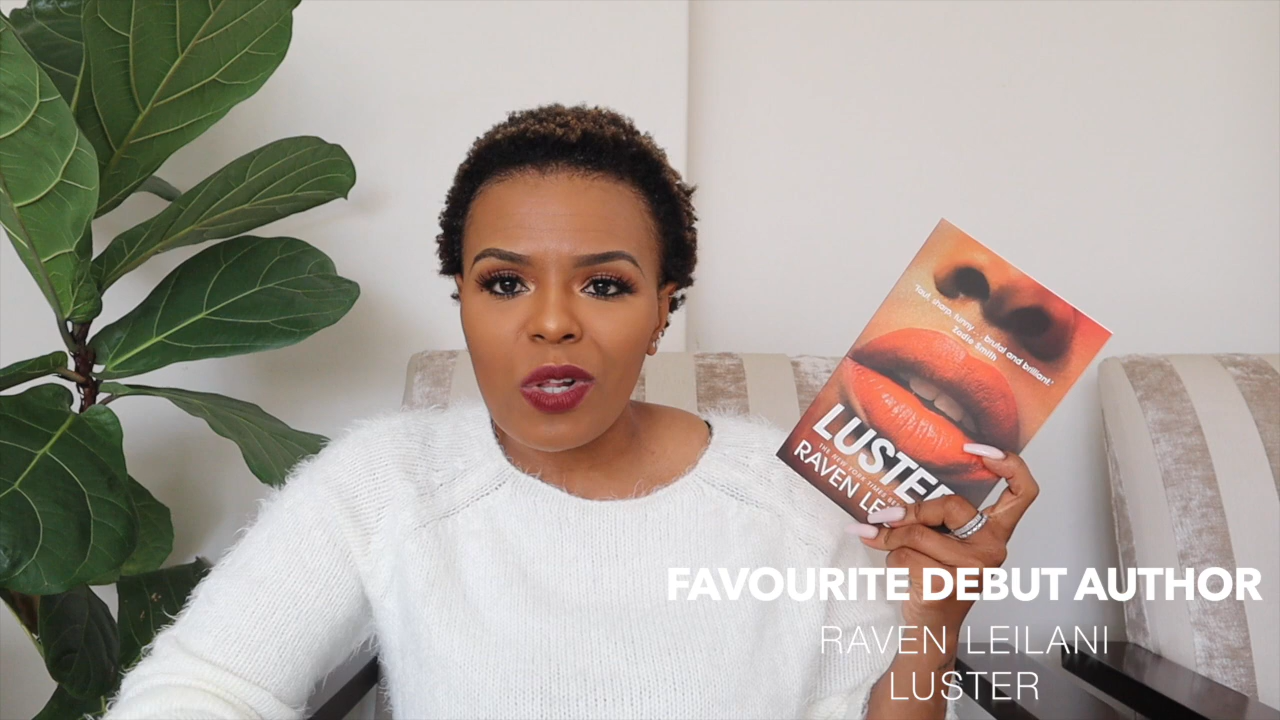 'Taut, sharp, funny . . . brutal and brilliant.'
Zadie Smith
LUSTER
THE NEW YORK TIMES
RAVEN
FAVOURITE DEBUT AUTHOR
RAVEN LEILANI
LUSTER